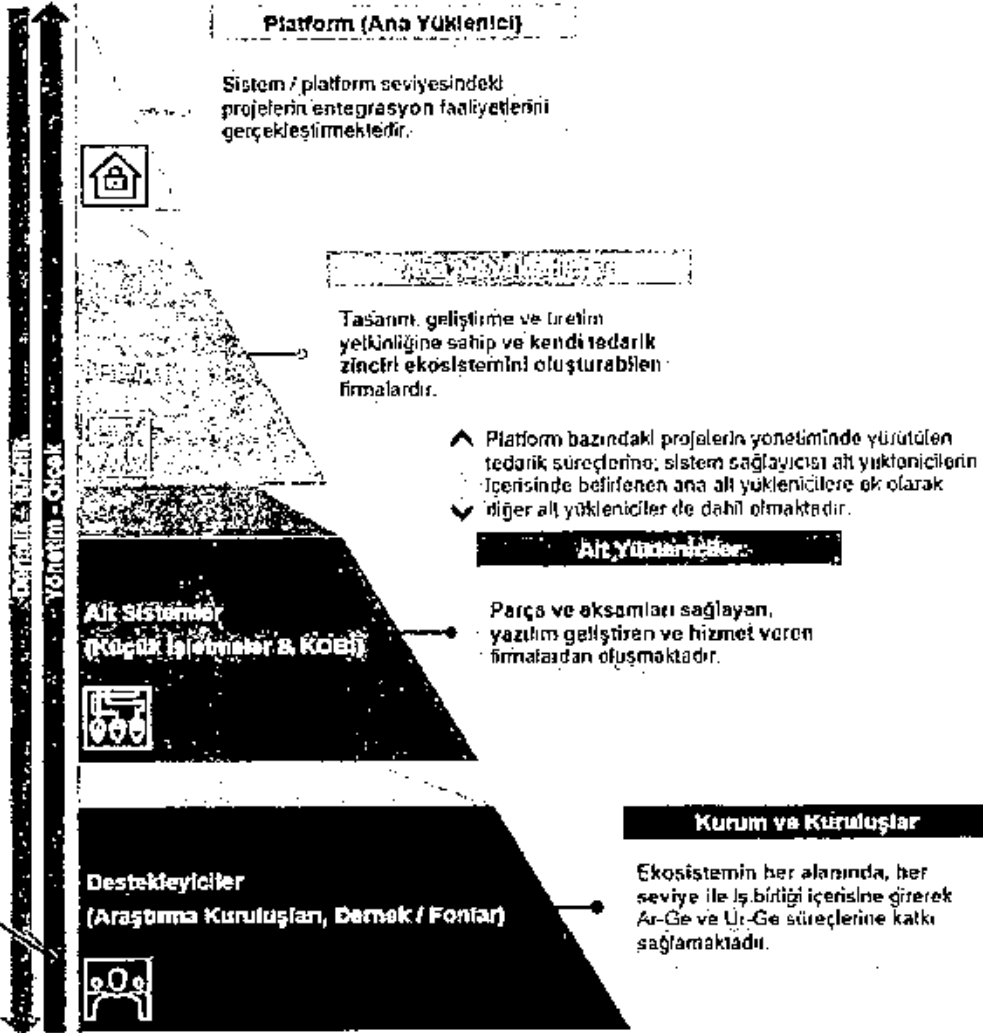 Platform (Ana Yüklenici)
Sistem / platform seviyesindeki
projelerin entegrasyon faaliyetlerini
gerçekleştirmektedir.
Tasarım, geliştirme ve üretim
yetkinliğine sahip ve kendi tedarik
zinciri ekosistemini oluşturabilen
firmalardır.
Platform bazındaki projelerin yönetiminde yürütülen
tedarik süreçlerine; sistem sağlayıcısı alt yüklenicilerin
içerisinde belirlenen ana alt yüklenicilere ek olarak
diğer alt yükleniciler de dahil olmaktadır.
Alt Yükleniciler
Alt Sistemler
(Küçük İşletmeler & KOBİ)
Parça ve aksamları sağlayan,
yazılım geliştiren ve hizmet veren
firmalardan oluşmaktadır.
Kurum ve Kuruluşlar
Destekleyiciler
(Araştırma Kuruluşları, Dernek / Fonlar)
Ekosistemin her alanında, her
seviye ile iş birliği içerisine girerek
Ar-Ge ve Ür-Ge süreçlerine katkı
sağlamaktadır.
Yönetim - Ölçek